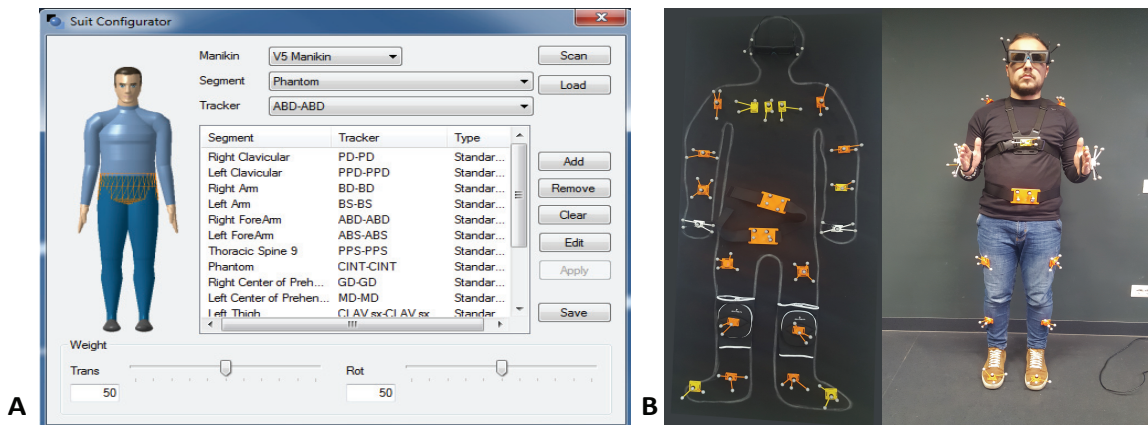 Suit Configurator
Manikin V5 Manikin Scan
Segment Phantom Load
Tracker ABD-ABD
Segment Tracker Type
Right Clavicular PD-PD Standar...
Left Clavicular PPD-PPD Standar...
Right Arm BD-BD Standar...
Left Arm BS-BS Standar...
Right ForeArm ABD-ABD Standar...
Left ForeArm ABS-ABS Standar...
Thoracic Spine 9 PPS-PPS Standar...
Phantom CINT-CINT Standar...
Right Center of Prehe... GD-GD Standar...
Left Center of Prehen... MD-MD Standar...
Left Thigh CLAV sx-CLAV sx Standar
Add
Remove
Clear
Edit
Apply
Save
Weight
Trans Rot
50 50
A B